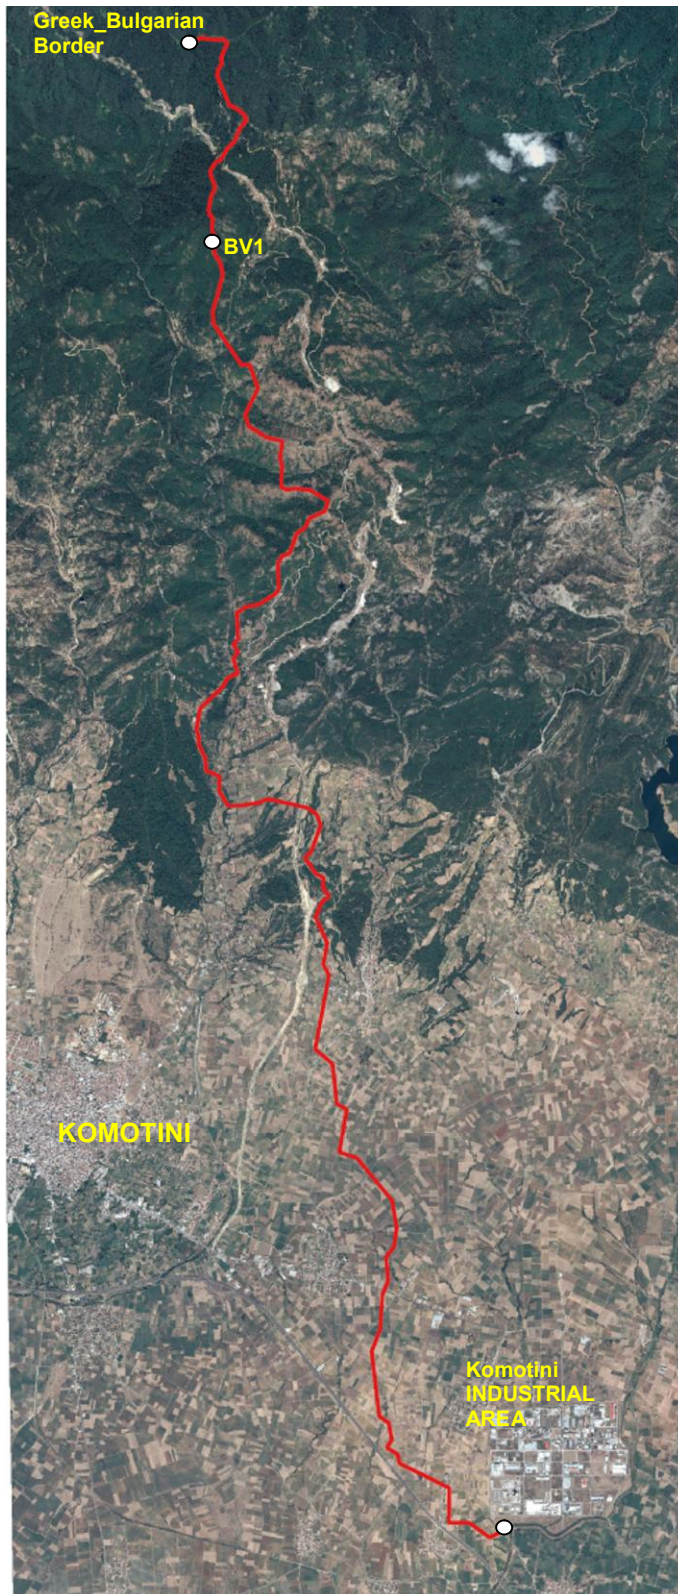 Greek_Bulgarian
Border
BV1
KOMOTINI
Komotini
INDUSTRIAL
AREA